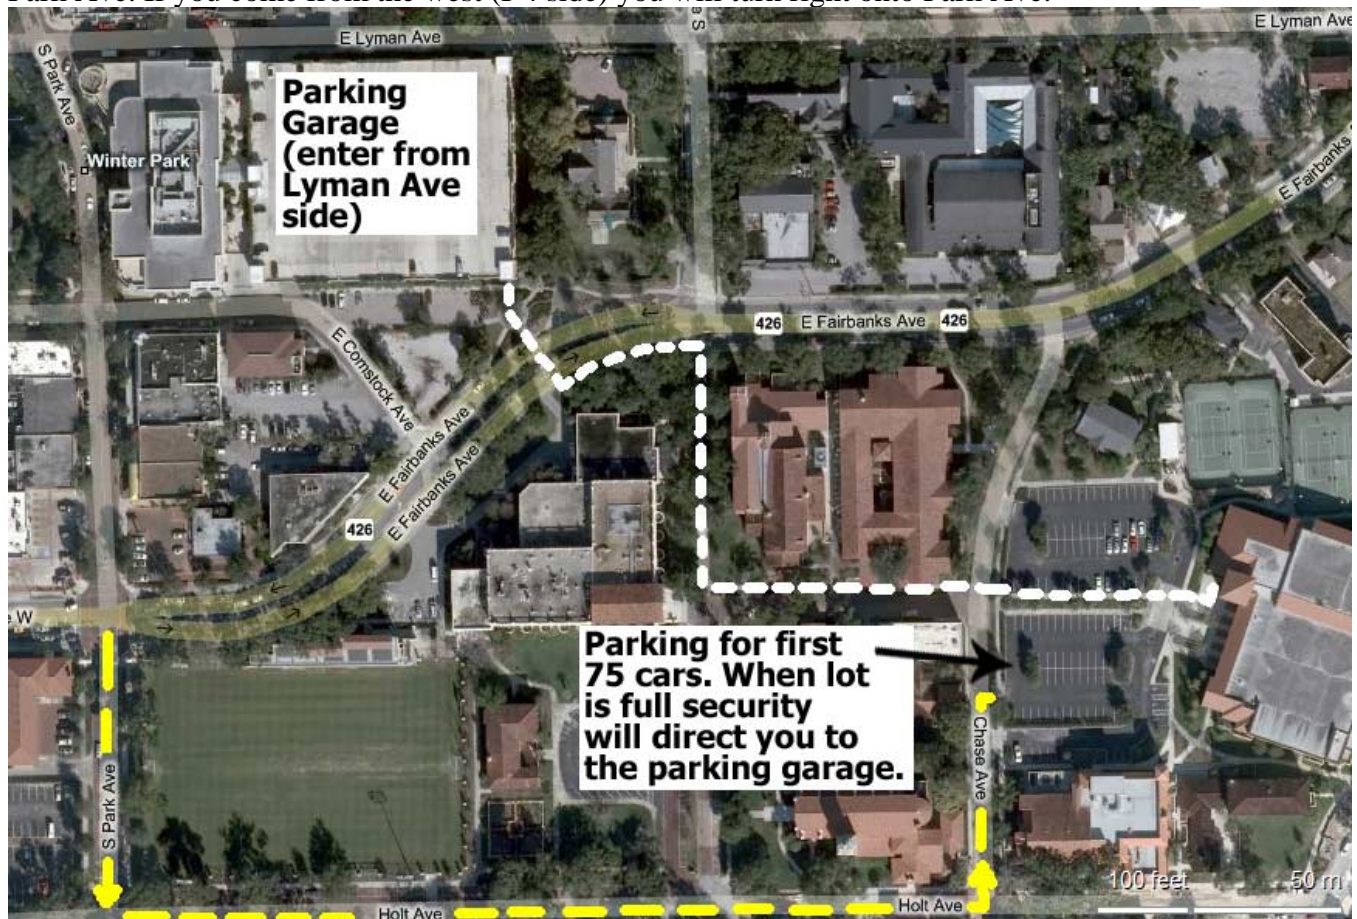 Park Ave. If you come from the west (I-4 side) you will turn right onto Park Ave.
E Lyman Ave
E Lyman Ave
S Park Ave
Parking
Garage
(enter from
Lyman Ave
side)
Winter Park
E Fairbanks
426
E Fairbanks Ave
426
E Comstock Ave
E Fairbanks Ave
E Fairbanks Ave
426
W
Parking for first
75 cars. When lot
is full security
will direct you to
the parking garage.
Chase Ave
S Park Ave
100 feet
50 m
Holt Ave
Holt Ave